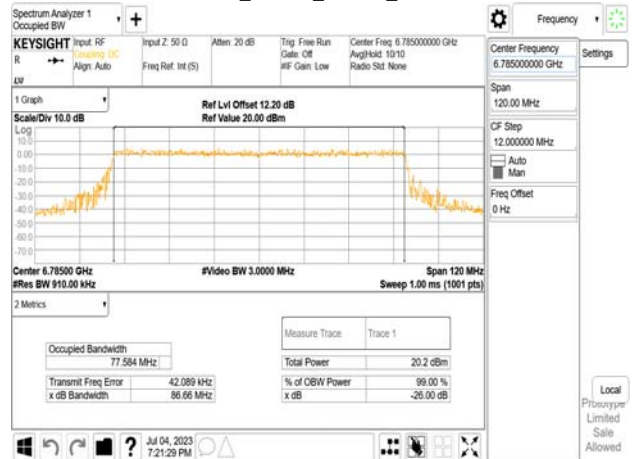 Spectrum Analyzer 1
Occupied BW
Frequency
KEYSIGHT
R
Input: RF
Coupling: DC
Align: Auto
Input Z: 50 Ω
Freq Ref: Int (S)
Atten: 20 dB
Trig: Free Run
Gate: Off
#IF Gain: Low
Center Freq: 6.785000000 GHz
Avg|Hold: 10/10
Radio Std: None
1 Graph
Scale/Div 10.0 dB
Ref Lvl Offset 12.20 dB
Ref Value 20.00 dBm
Log
10.0
0.00
-10.0
-20.0
-30.0
-40.0
-50.0
-60.0
-70.0
Center 6.78500 GHz
#Res BW 910.00 kHz
#Video BW 3.0000 MHz
Span 120 MHz
Sweep 1.00 ms (1001 pts)
2 Metrics
Measure Trace
Trace 1
Occupied Bandwidth
77.584 MHz
Total Power
20.2 dBm
Transmit Freq Error
42.089 kHz
% of OBW Power
99.00 %
x dB Bandwidth
86.66 MHz
x dB
-26.00 dB
Jul 04, 2023
7:21:29 PM
Center Frequency
6.785000000 GHz
Settings
Span
120.00 MHz
CF Step
12.000000 MHz
Auto
Man
Freq Offset
0 Hz
Local
Prototype
Limited
Sale
Allowed